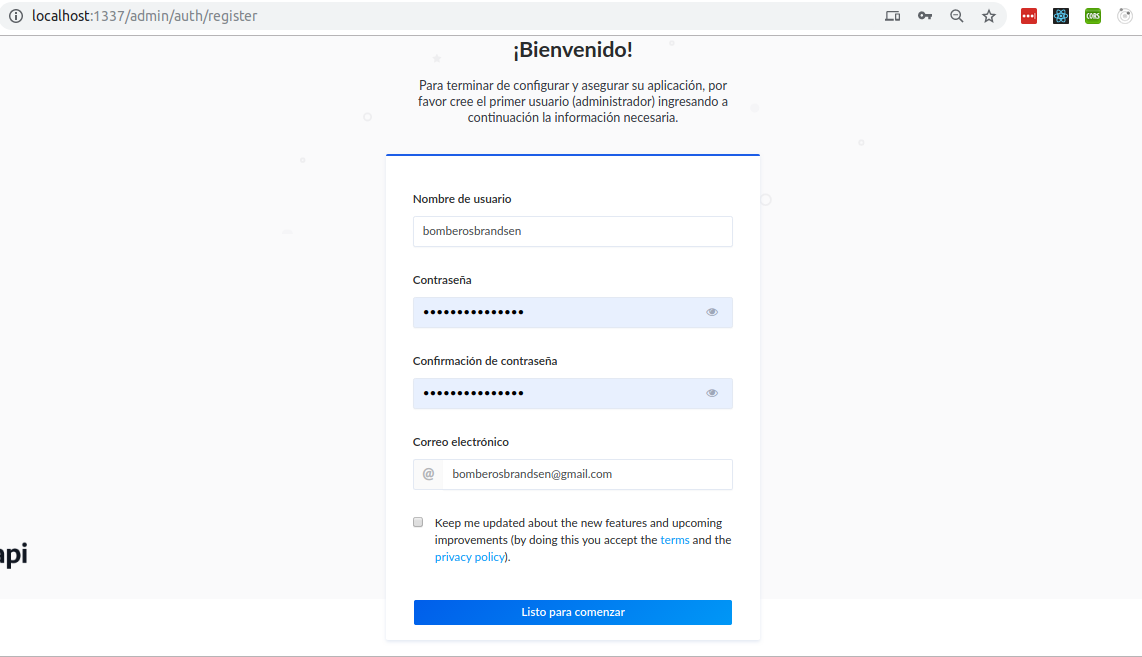 localhost:1337/admin/auth/register
CORS
¡Bienvenido!
Para terminar de configurar y asegurar su aplicación, por
favor cree el primer usuario (administrador) ingresando a
continuación la información necesaria.
Nombre de usuario
bomberosbrandsen
Contraseña
•••••••••••••••
Confirmación de contraseña
•••••••••••••••
Correo electrónico
@ bomberosbrandsen@gmail.com
Keep me updated about the new features and upcoming
improvements (by doing this you accept the terms and the
privacy policy).
api
Listo para comenzar